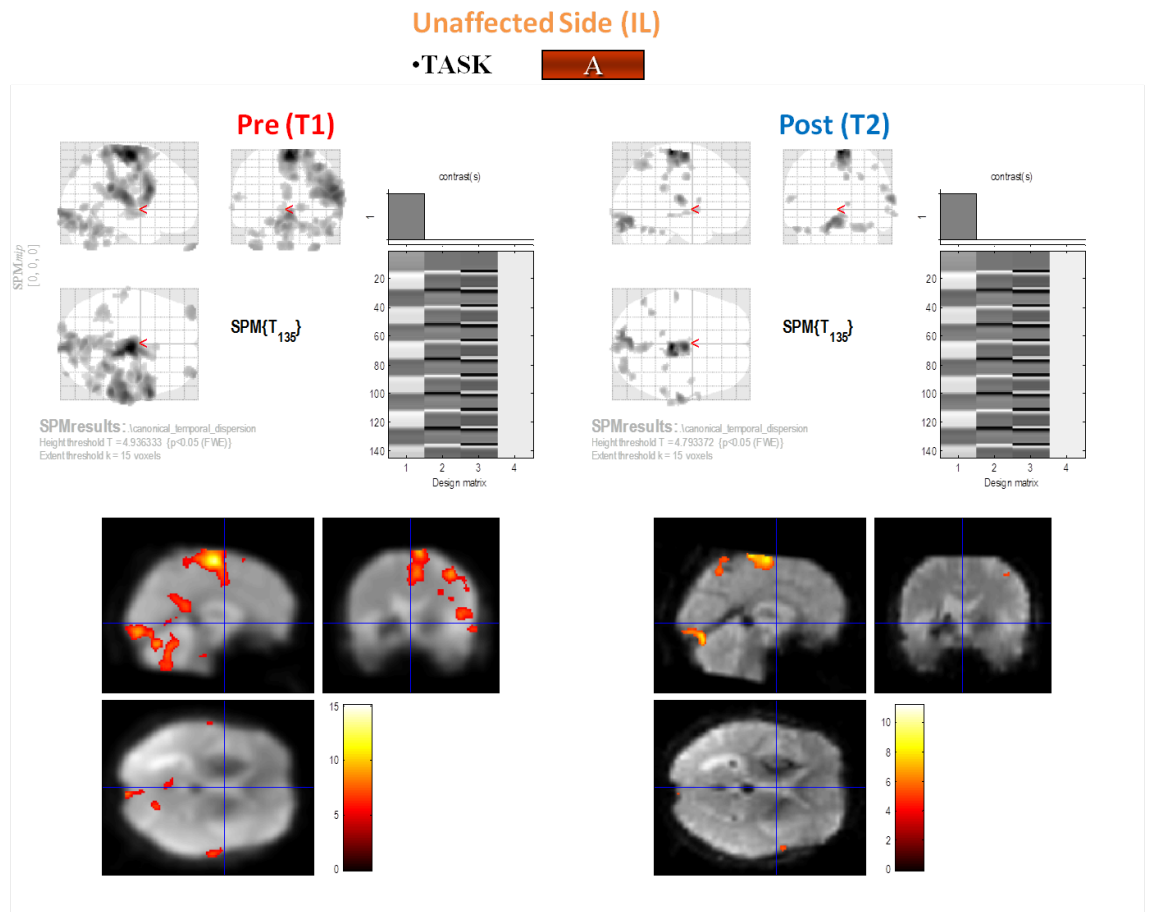 Unaffected Side (IL)
•TASK
A
Pre (T1)
contrast(s)
1
<
<
<
SPMmip
[0, 0, 0]
SPM{T135}
20
40
60
80
100
120
140
1 2 3 4
Design matrix
SPMresults: .\canonical_temporal_dispersion
Height threshold T = 4.936333 {p<0.05 (FWE)}
Extent threshold k = 15 voxels
15
10
5
0
Post (T2)
contrast(s)
1
<
<
<
SPM{T135}
20
40
60
80
100
120
140
1 2 3 4
Design matrix
SPMresults: .\canonical_temporal_dispersion
Height threshold T = 4.793372 {p<0.05 (FWE)}
Extent threshold k = 15 voxels
10
8
6
4
2
0